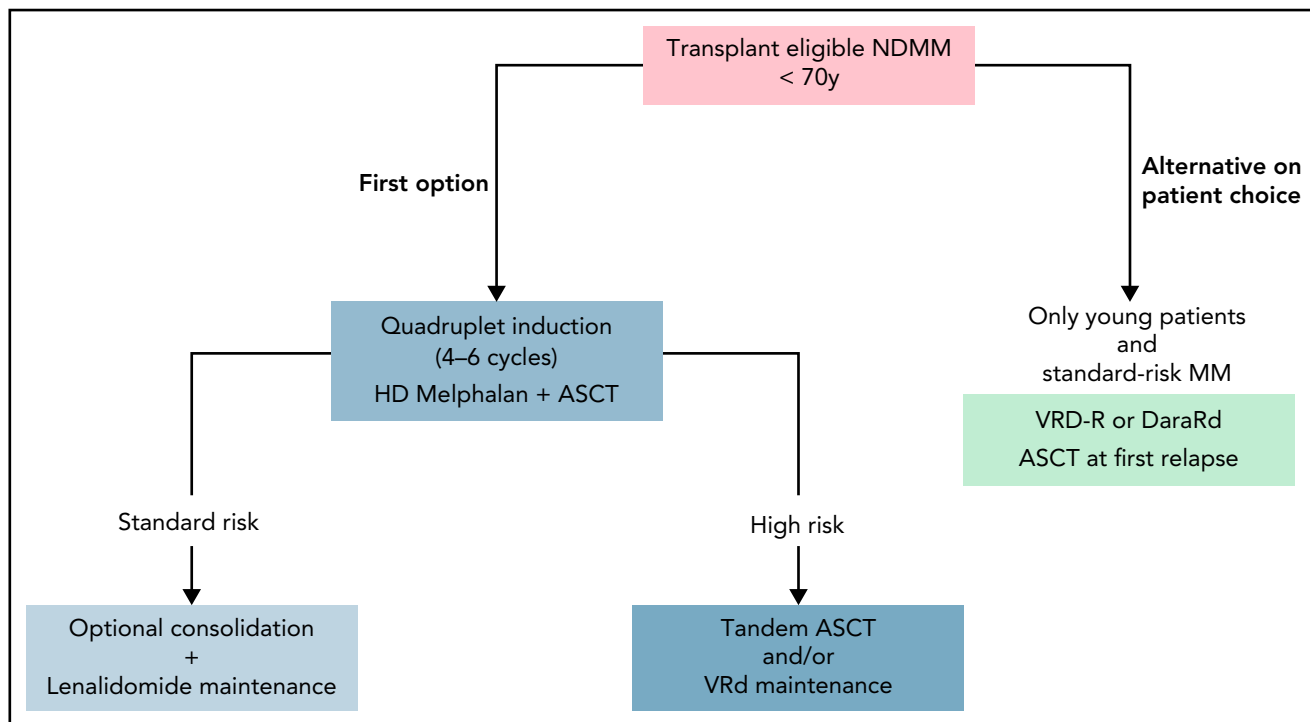 Transplant eligible NDMM
< 70y
First option
Alternative on
patient choice
Quadruplet induction
(4–6 cycles)
HD Melphalan + ASCT
Only young patients
and
standard-risk MM
VRD-R or DaraRd
ASCT at first relapse
Standard risk
High risk
Optional consolidation
+
Lenalidomide maintenance
Tandem ASCT
and/or
VRd maintenance